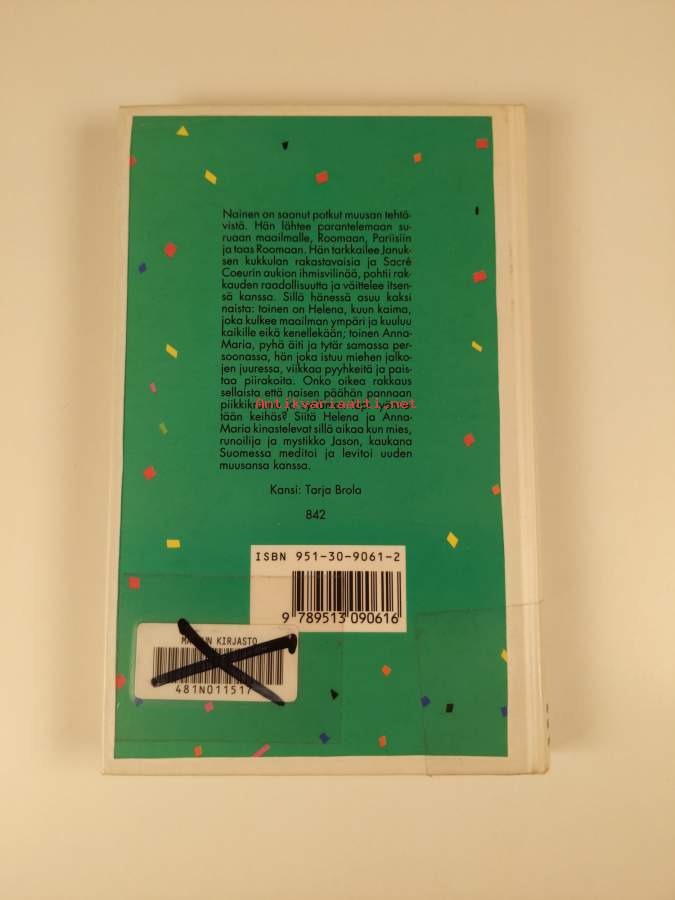 Nainen on saanut potkut muusan tehtä-
vistä. Hän lähtee parantelemaan su-
ruaan maailmalle, Roomaan, Pariisiin
ja taas Roomaan. Hän tarkkailee Januk-
sen kukkulan rakastavaisia ja Sacré
Coeurin aukion ihmisvilinää, pohtii rak-
kauden raadollisuutta ja väittelee itsen-
sä kanssa. Sillä hänessä asuu kaksi
naista: toinen on Helena, kuun kaima,
joka kulkee maailman ympäri ja kuuluu
kaikille eikä kenellekään; toinen Anna-
Maria, pyhä äiti ja tytär samassa per-
soonassa, hän joka istuu miehen jalko-
jen juuressa, viikkaa pyyhkeitä ja pais-
taa piirakoita. Onko oikea rakkaus
sellaista että naisen päähän pannaan
Antikvariaatti.net
tään keihäs? Siitä Helena ja Anna-
Maria kinastelevat sillä aikaa kun mies,
runoilija ja mystikko Jason, kaukana
Suomessa meditoi ja levitoi uuden
muusansa kanssa.
Kansi: Tarja Brola
842
ISBN 951-30-9061-2
9 789513 090616
KIRJASTO
481N011517